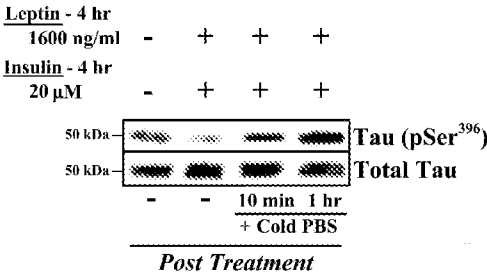 Leptin - 4 hr
1600 ng/ml - + + +
Insulin - 4 hr
20 µM - + + +
50 kDa Tau (pSer396)
50 kDa Total Tau
- - 10 min 1 hr
+ Cold PBS
Post Treatment